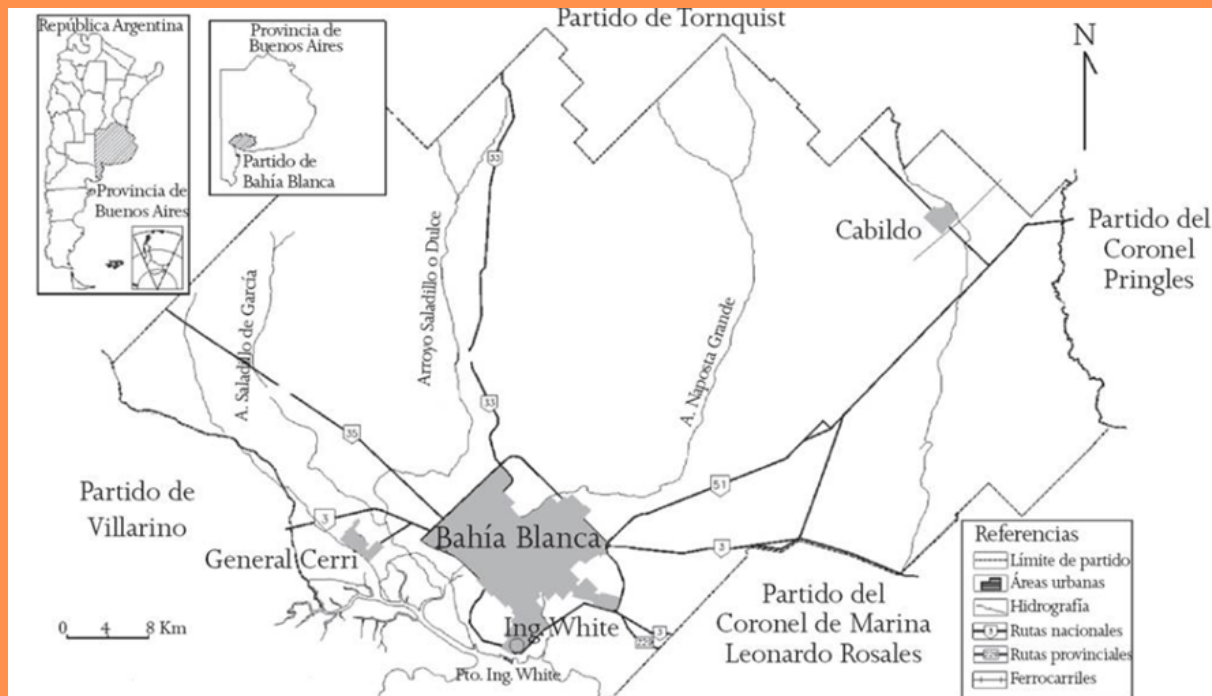 Partido de Tornquist
República Argentina
Provincia de
Buenos Aires
Provincia de
Buenos Aires
Partido de
Bahía Blanca
N
33
Cabildo
Partido del
Coronel
Pringles
A. Saladillo de García
Arroyo Saladillo o Dulce
A. Naposta Grande
33
35
51
Partido de
Villarino
3
General Cerri
Bahía Blanca
3
Partido del
Coronel de Marina
Leonardo Rosales
Ing. White
3
229
Pto. Ing. White
0 8 Km
Referencias
Límite de partido
Áreas urbanas
Hidrografía
3 Rutas nacionales
Rutas provinciales
Ferrocarriles